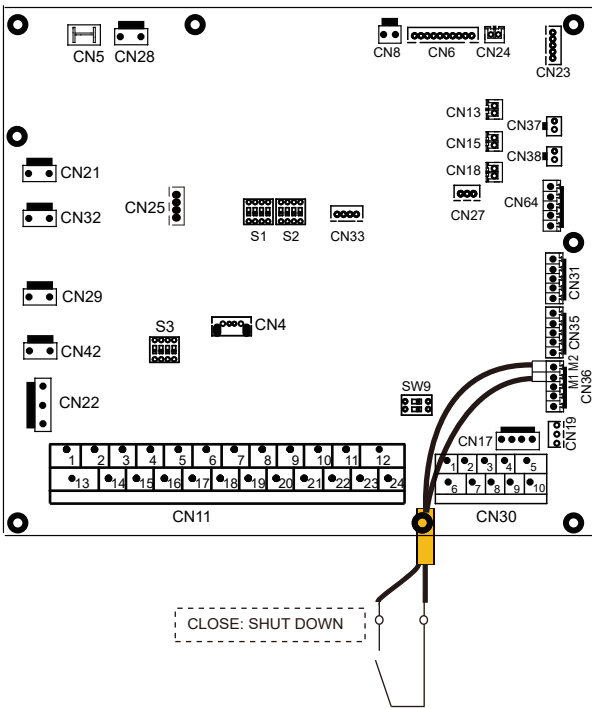 CN5
CN28
CN8
CN6
CN24
CN23
CN13
CN15
CN18
CN37
CN38
CN27
CN64
CN21
CN32
CN25
S1
S2
CN33
CN29
CN42
CN22
S3
CN4
CN31
CN35
M1 M2
CN36
SW9
CN17
CN19
1 2 3 4 5 6 7 8 9 10 11 12
13 14 15 16 17 18 19 20 21 22 23 24
CN11
1 2 3 4 5
6 7 8 9 10
CN30
CLOSE: SHUT DOWN